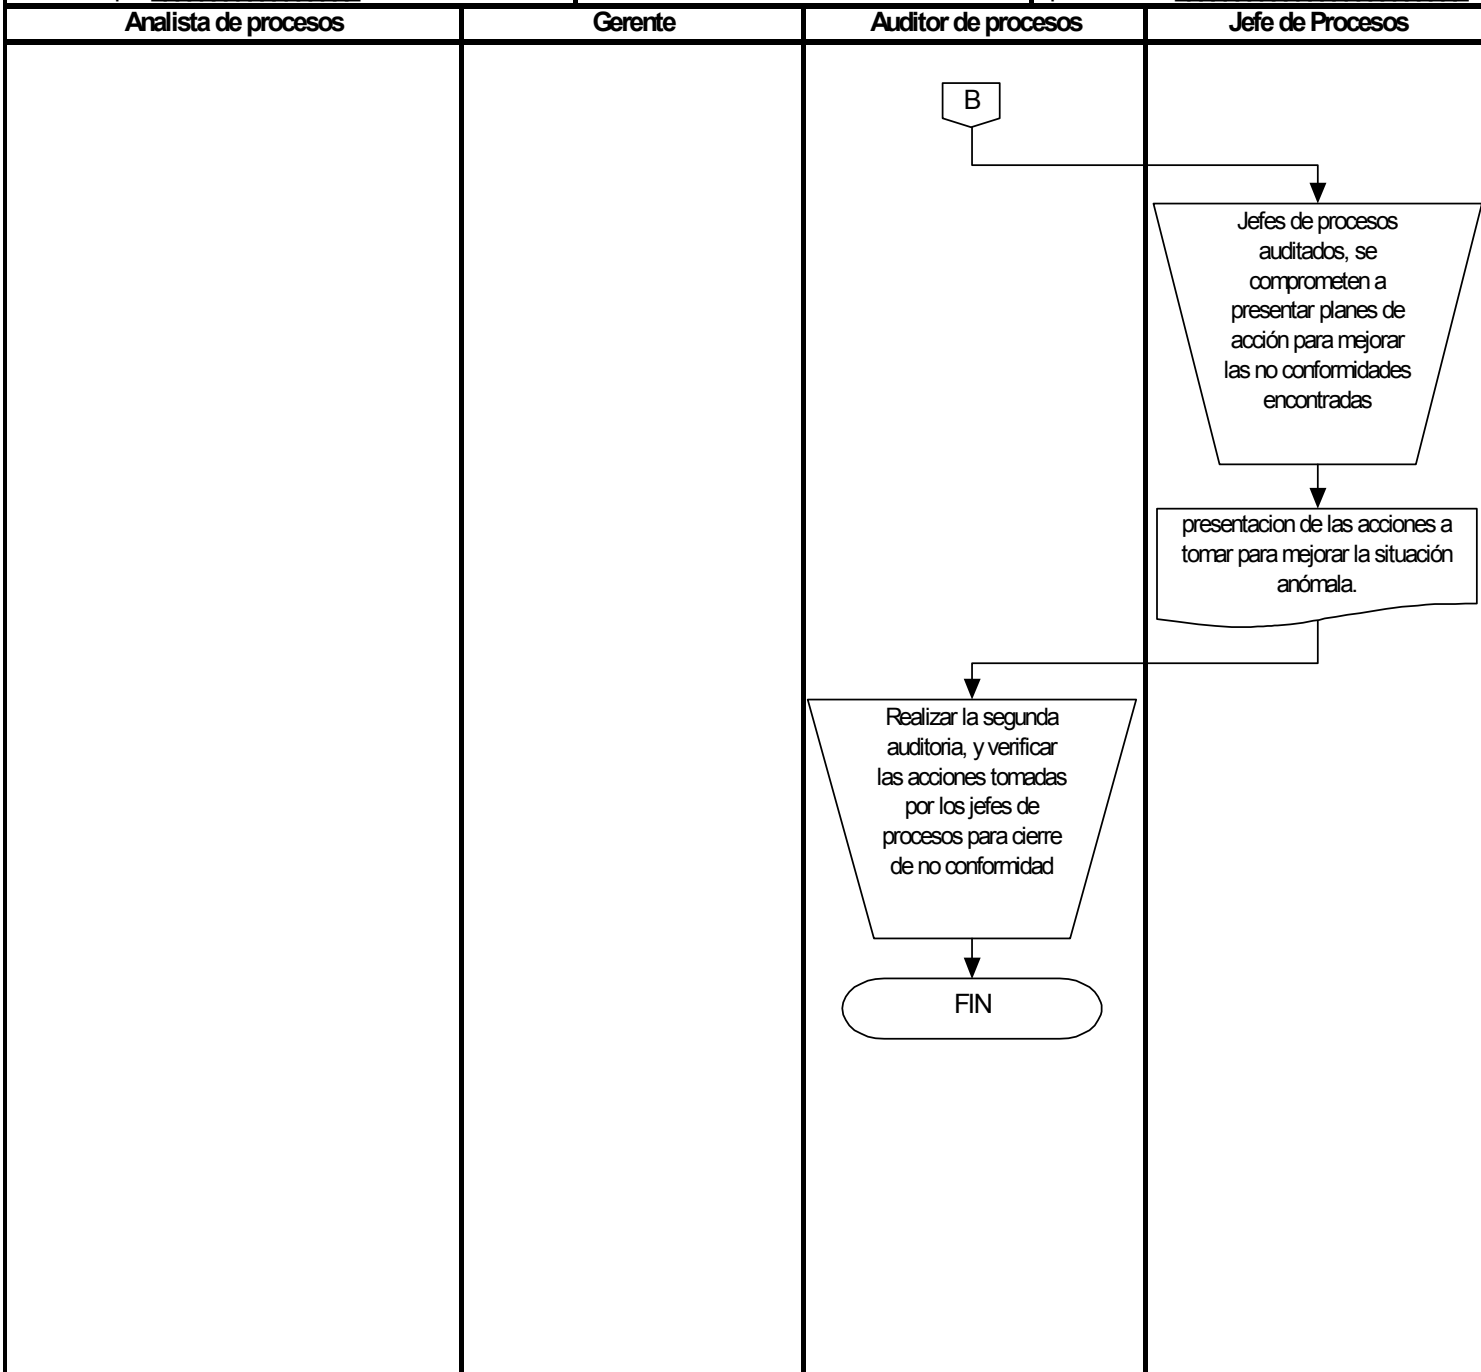 Analista de procesos
Gerente
Auditor de procesos
Jefe de Procesos
B
Jefes de procesos
auditados, se
comprometen a
presentar planes de
acción para mejorar
las no conformidades
encontradas
presentacion de las acciones a
tomar para mejorar la situación
anómala.
Realizar la segunda
auditoria, y verificar
las acciones tomadas
por los jefes de
procesos para cierre
de no conformidad
FIN